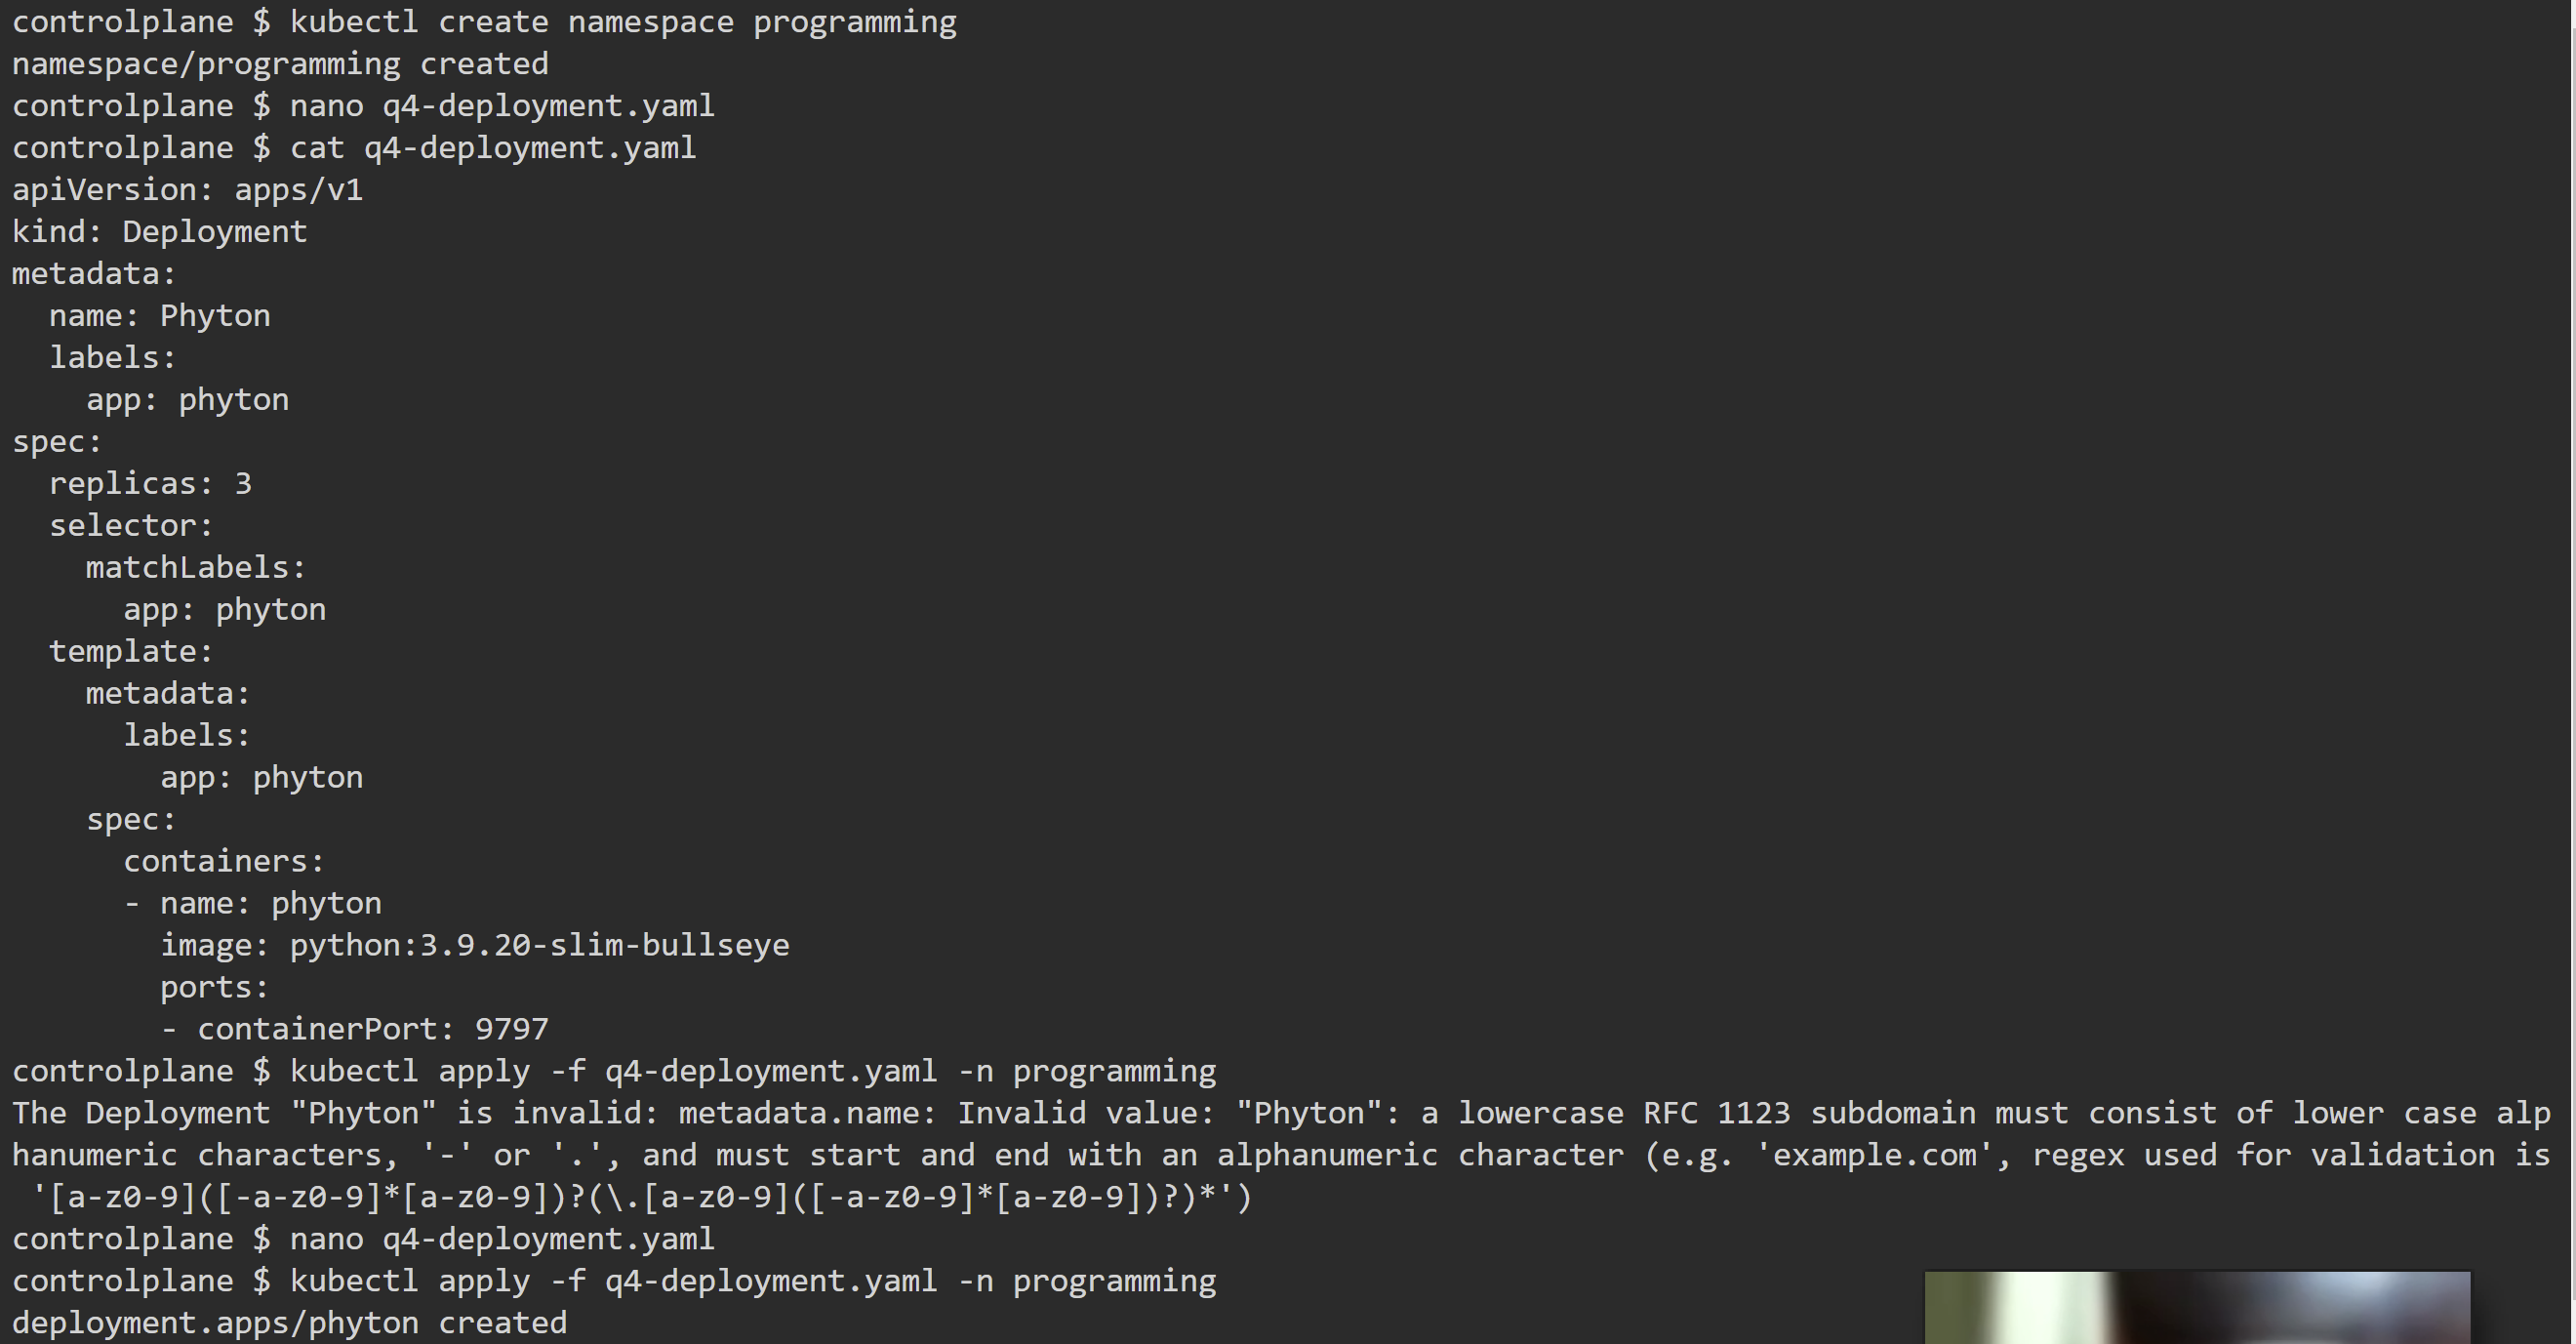 controlplane $ kubectl create namespace programming
namespace/programming created
controlplane $ nano q4-deployment.yaml
controlplane $ cat q4-deployment.yaml
apiVersion: apps/v1
kind: Deployment
metadata:
  name: Phyton
  labels:
    app: phyton
spec:
  replicas: 3
  selector:
    matchLabels:
      app: phyton
  template:
    metadata:
      labels:
        app: phyton
    spec:
      containers:
      - name: phyton
        image: python:3.9.20-slim-bullseye
        ports:
        - containerPort: 9797
controlplane $ kubectl apply -f q4-deployment.yaml -n programming
The Deployment "Phyton" is invalid: metadata.name: Invalid value: "Phyton": a lowercase RFC 1123 subdomain must consist of lower case alp
hanumeric characters, '-' or '.', and must start and end with an alphanumeric character (e.g. 'example.com', regex used for validation is
 '[a-z0-9]([-a-z0-9]*[a-z0-9])?(\.[a-z0-9]([-a-z0-9]*[a-z0-9])?)*')
controlplane $ nano q4-deployment.yaml
controlplane $ kubectl apply -f q4-deployment.yaml -n programming
deployment.apps/phyton created